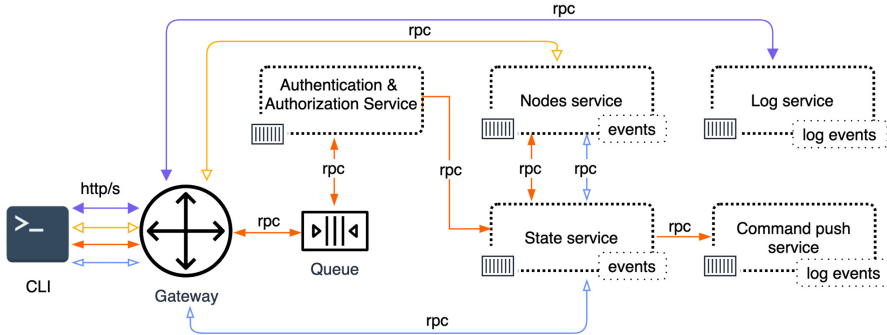 rpc
rpc
Authentication &
Authorization Service
Nodes service
events
Log service
log events
rpc
rpc
rpc
rpc
http/s
>_
CLI
Gateway
rpc
Queue
State service
events
rpc
Command push
service
log events
rpc